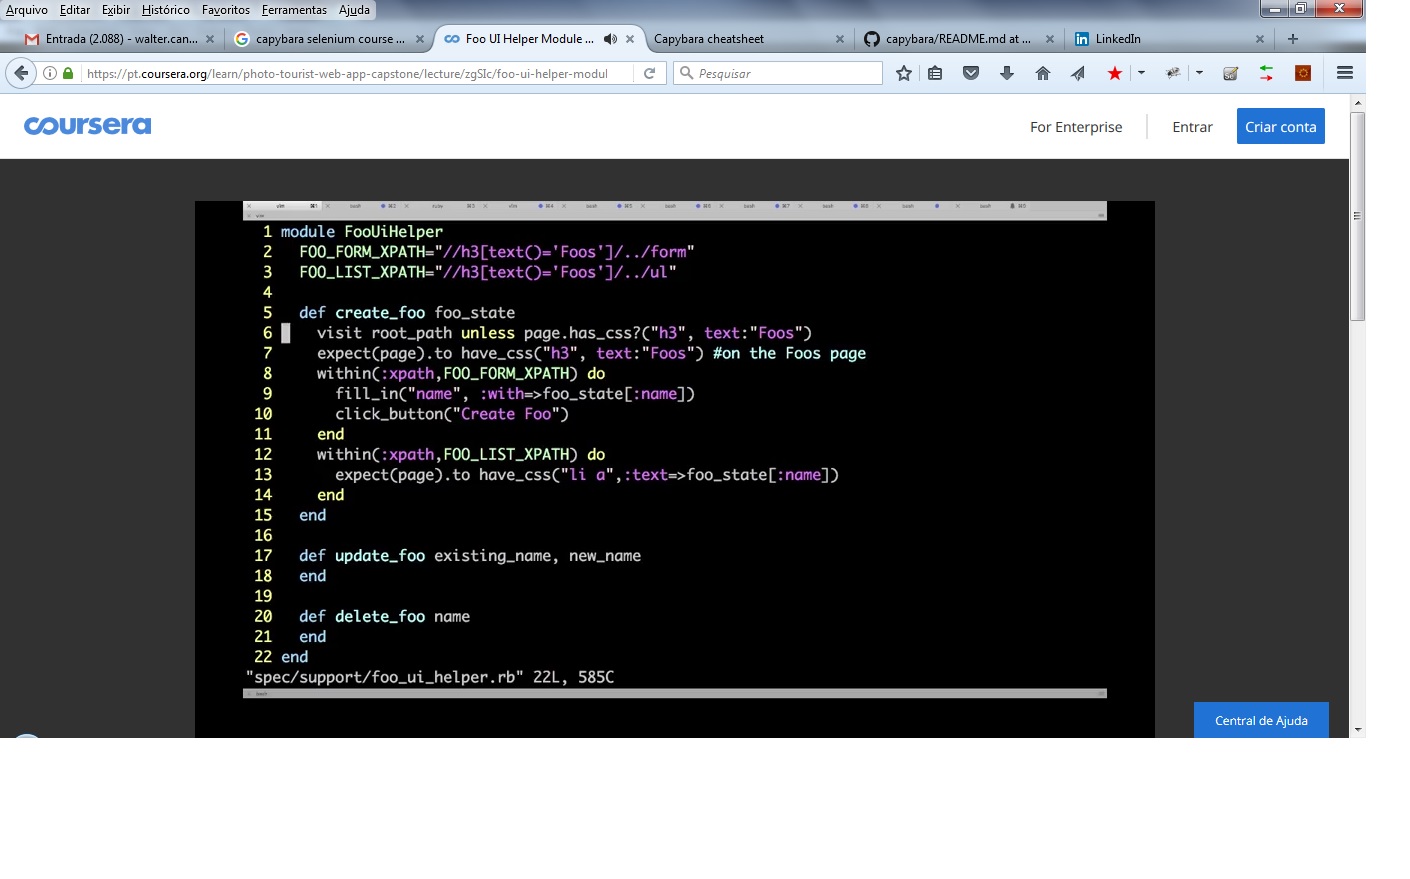 Arquivo Editar Exibir Histórico Favoritos Ferramentas Ajuda
Entrada (2.088) - walter.can... capybara selenium course ... Foo UI Helper Module ... Capybara cheatsheet capybara/README.md at ... LinkedIn
https://pt.coursera.org/learn/photo-tourist-web-app-capstone/lecture/zgSIc/foo-ui-helper-modul Pesquisar
coursera For Enterprise Entrar Criar conta
1 module FooUiHelper
2 FOO_FORM_XPATH="//h3[text()='Foos']/../form"
3 FOO_LIST_XPATH="//h3[text()='Foos']/../ul"
4
5 def create_foo foo_state
6 visit root_path unless page.has_css?("h3", text:"Foos")
7 expect(page).to have_css("h3", text:"Foos") #on the Foos page
8 within(:xpath,FOO_FORM_XPATH) do
9 fill_in("name", :with=>foo_state[:name])
10 click_button("Create Foo")
11 end
12 within(:xpath,FOO_LIST_XPATH) do
13 expect(page).to have_css("li a",:text=>foo_state[:name])
14 end
15 end
16
17 def update_foo existing_name, new_name
18 end
19
20 def delete_foo name
21 end
22 end
"spec/support/foo_ui_helper.rb" 22L, 585C
Central de Ajuda